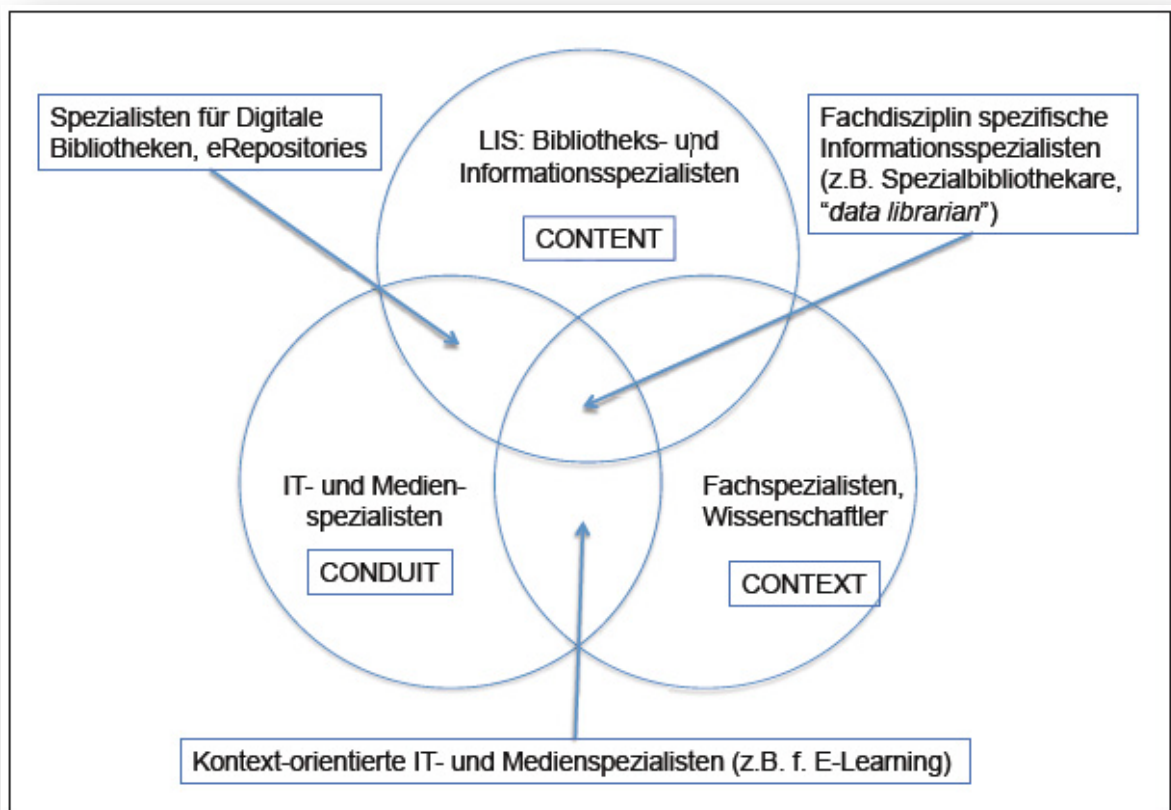 Spezialisten für Digitale
Bibliotheken, eRepositories
LIS: Bibliotheks- und
Informationsspezialisten
CONTENT
Fachdisziplin spezifische
Informationsspezialisten
(z.B. Spezialbibliothekare,
“data librarian”)
IT- und Medien-
spezialisten
CONDUIT
Fachspezialisten,
Wissenschaftler
CONTEXT
Kontext-orientierte IT- und Medienspezialisten (z.B. f. E-Learning)